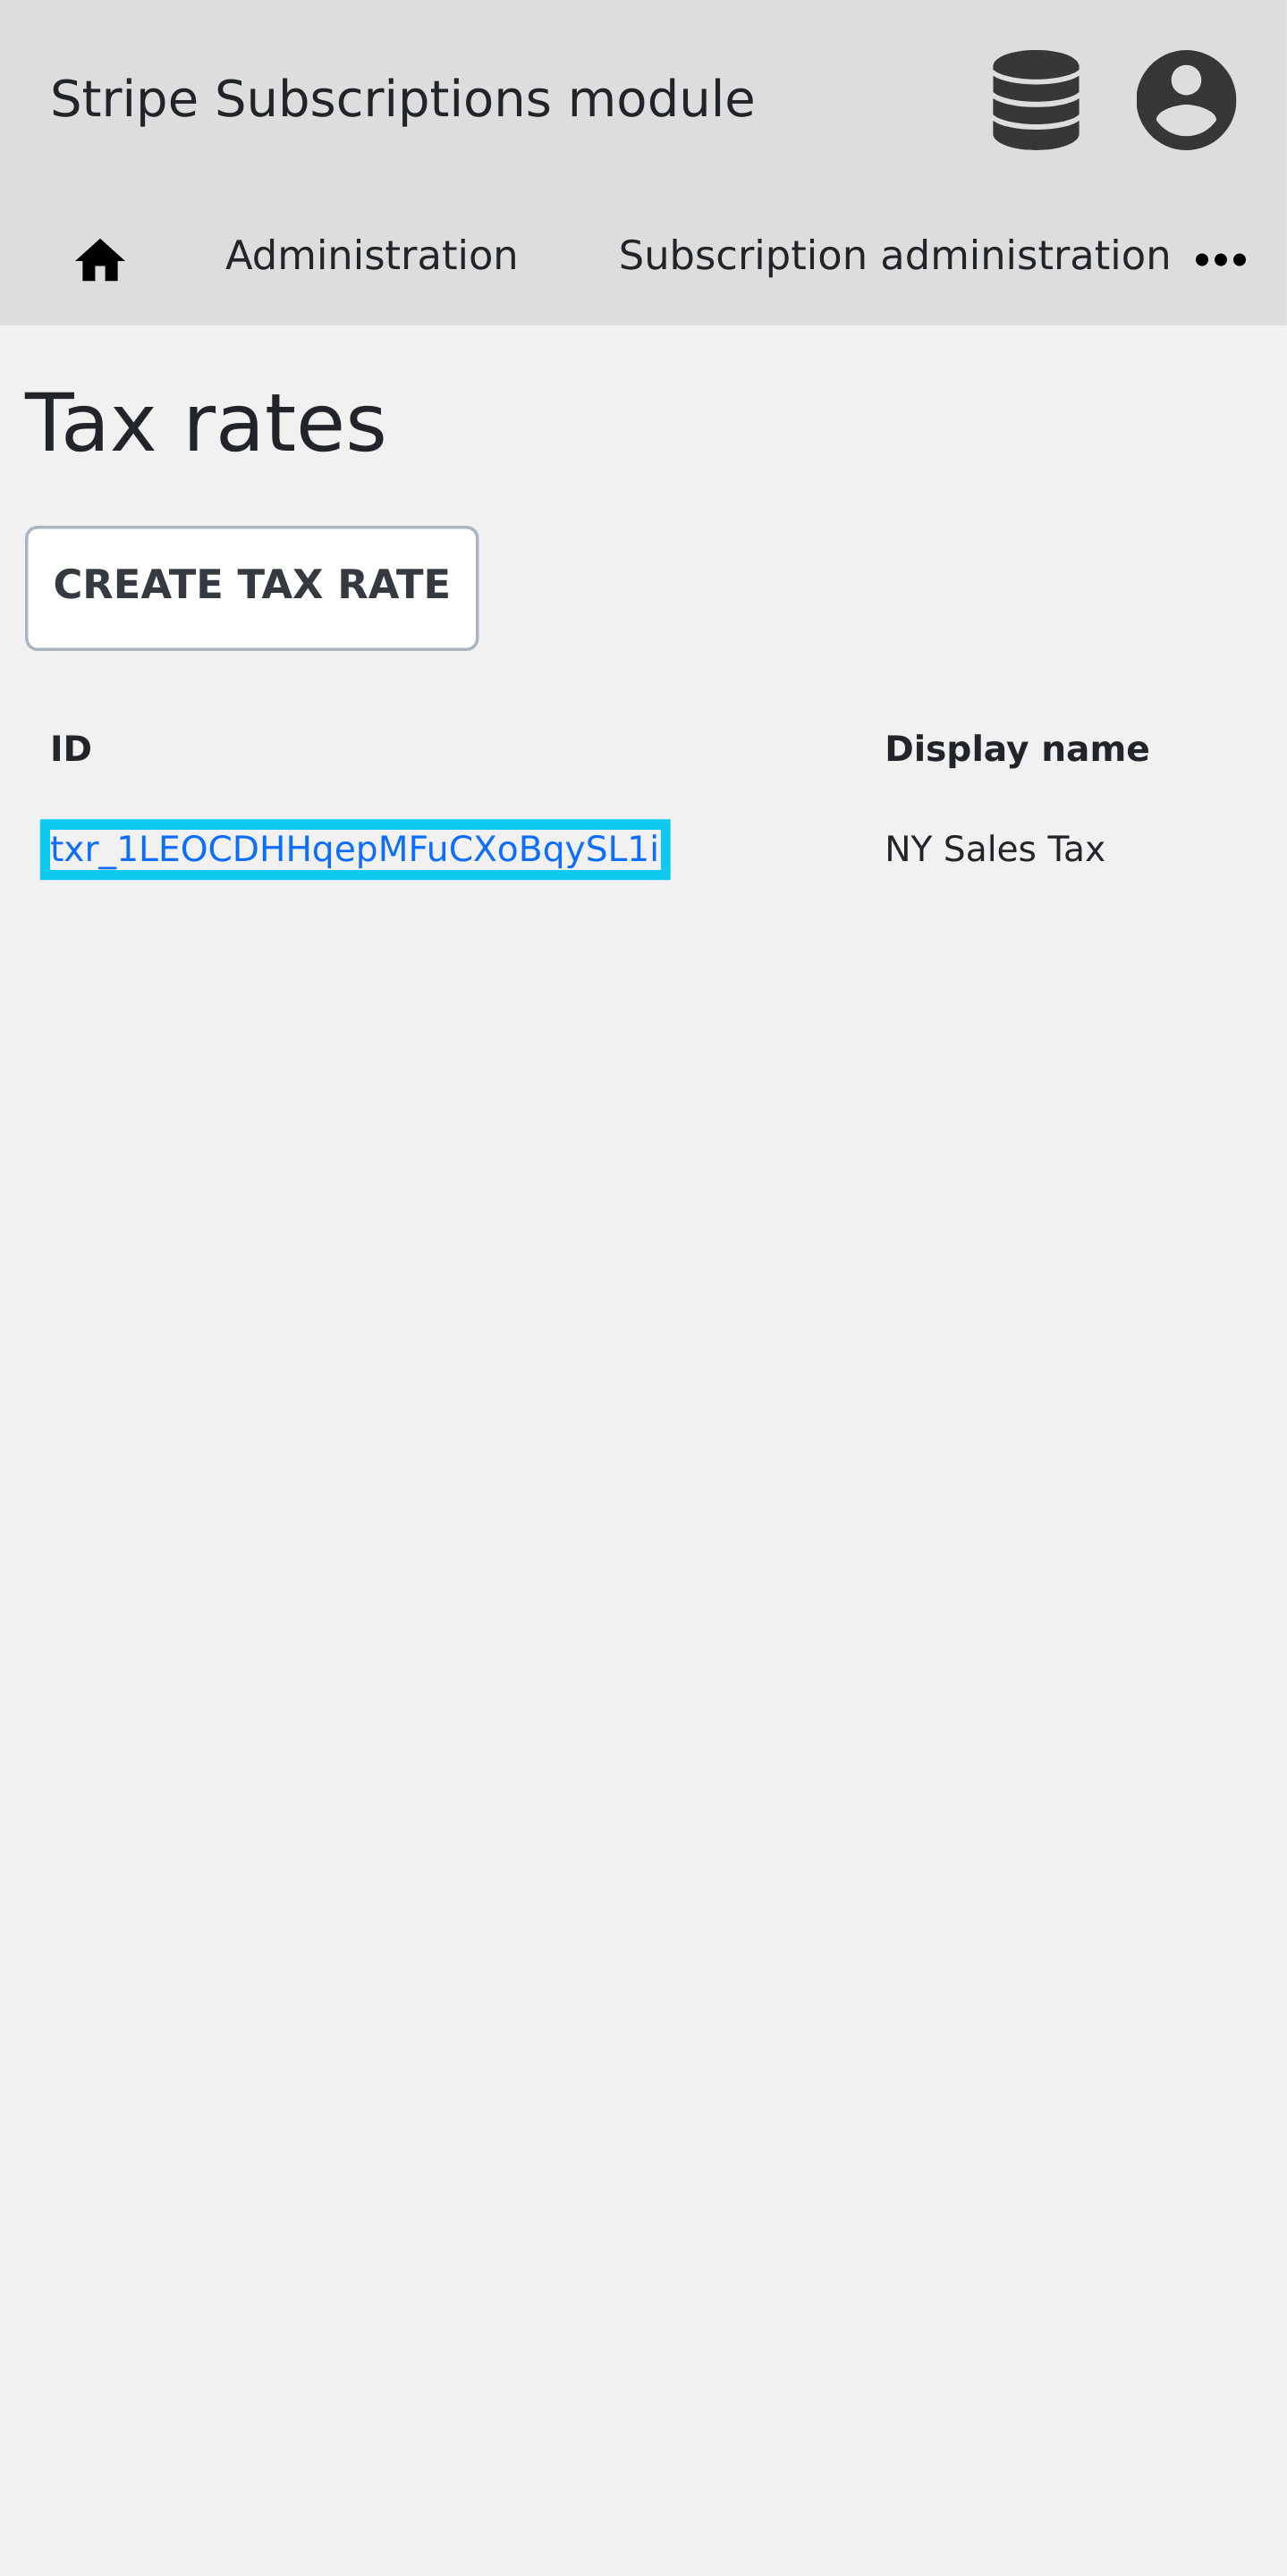 Stripe Subscriptions module
Administration Subscription administration
Tax rates
CREATE TAX RATE
ID Display name
txr_1LEOCDHHqepMFuCXoBqySL1i NY Sales Tax